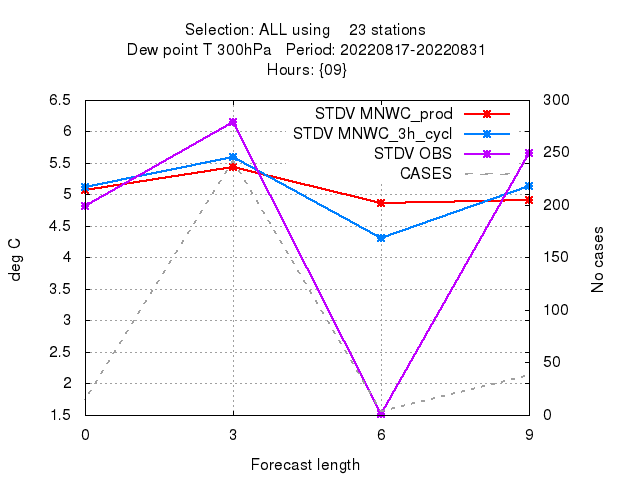 Selection: ALL using    23 stations
Dew point T 300hPa   Period: 20220817-20220831
Hours: {09}
6.5
6
5.5
5
4.5
4
3.5
3
2.5
2
1.5
300
250
200
150
100
50
0
STDV MNWC_prod
STDV MNWC_3h_cycl
STDV OBS
CASES
deg C
No cases
0 3 6 9
Forecast length